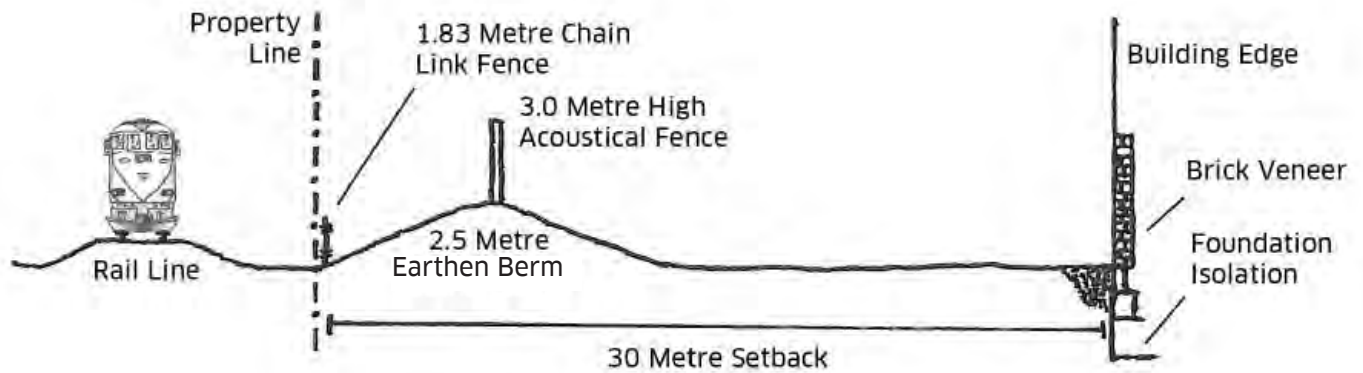 Property
Line
1.83 Metre Chain
Link Fence
3.0 Metre High
Acoustical Fence
Building Edge
Brick Veneer
Foundation
Isolation
Rail Line
2.5 Metre
Earthen Berm
30 Metre Setback